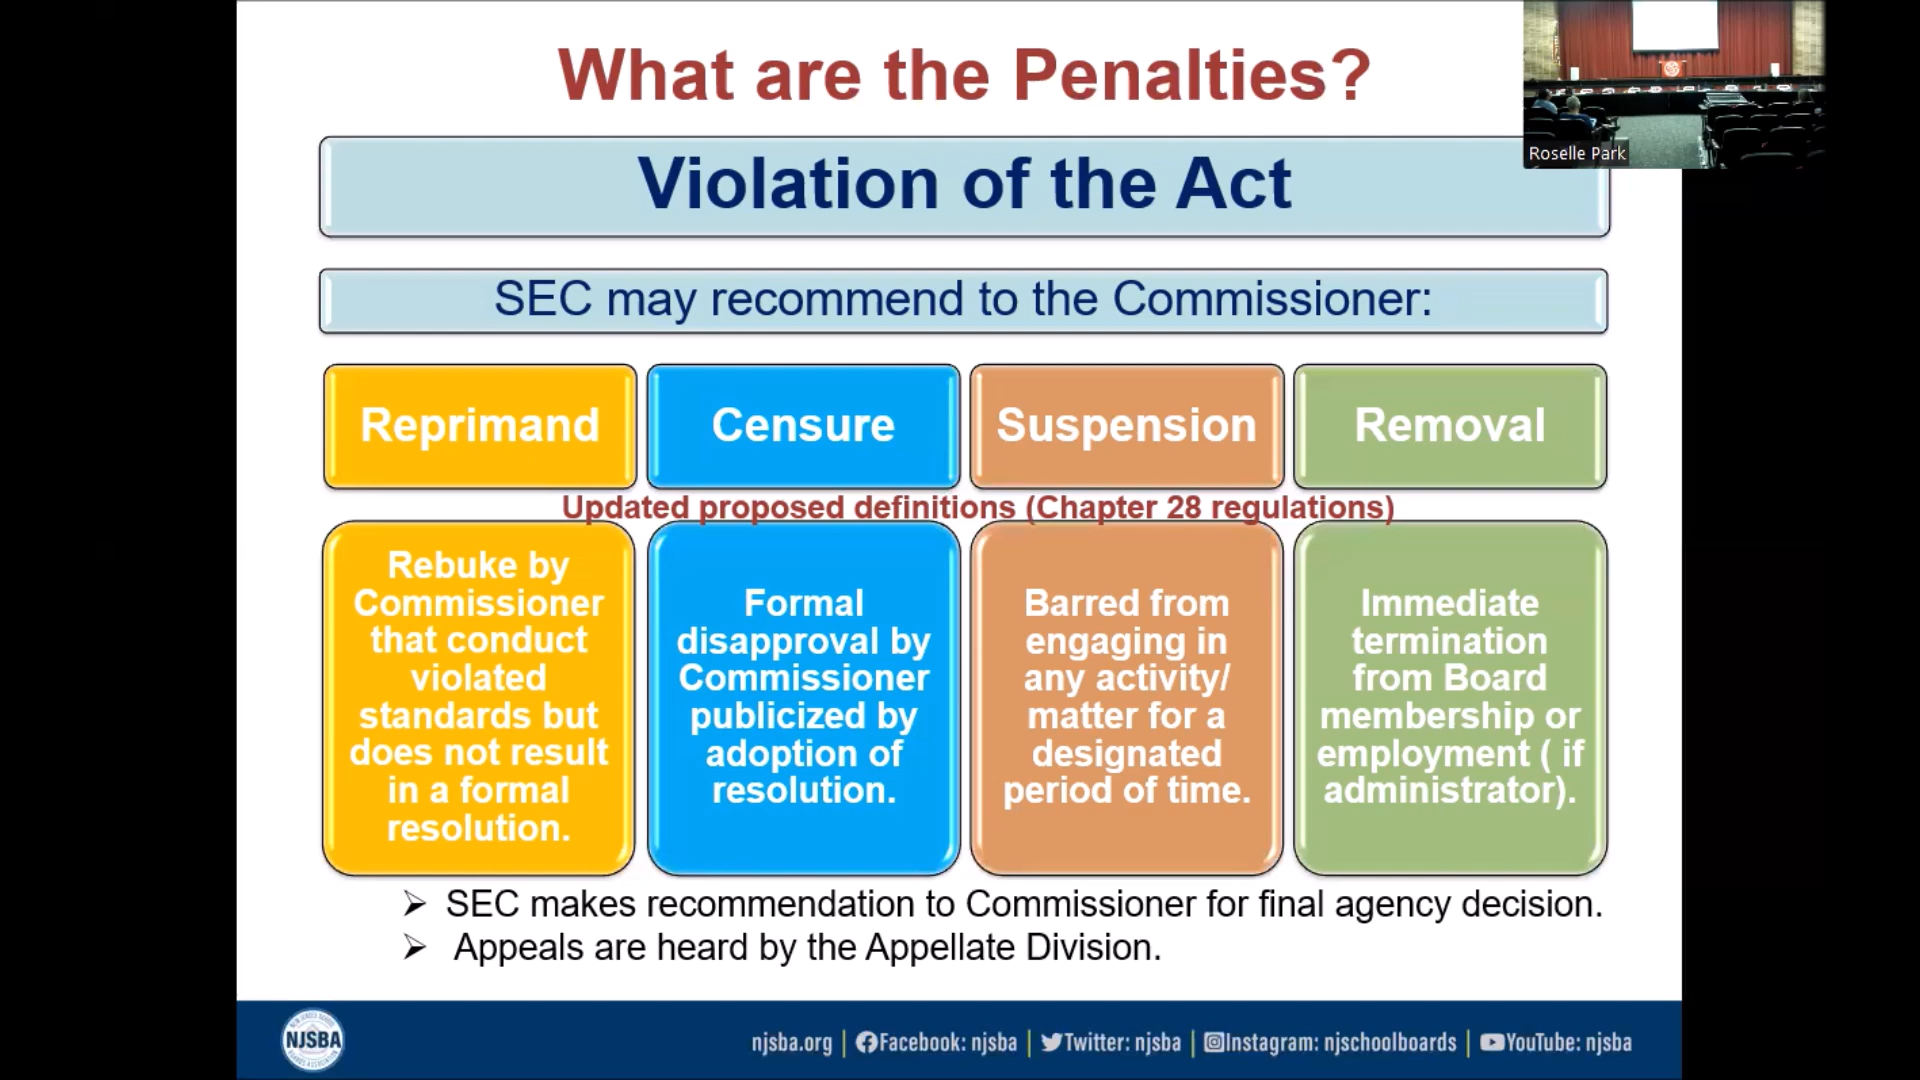 What are the Penalties?
Roselle Park
Violation of the Act
SEC may recommend to the Commissioner:
Reprimand
Censure
Suspension
Removal
Updated proposed definitions (Chapter 28 regulations)
Rebuke by
Commissioner
that conduct
violated
standards but
does not result
in a formal
resolution.
Formal
disapproval by
Commissioner
publicized by
adoption of
resolution.
Barred from
engaging in
any activity/
matter for a
designated
period of time.
Immediate
termination
from Board
membership or
employment ( if
administrator).
➢ SEC makes recommendation to Commissioner for final agency decision.
➢ Appeals are heard by the Appellate Division.
NJSBA
njsba.org | Facebook: njsba | Twitter: njsba | Instagram: njschoolboards | YouTube: njsba